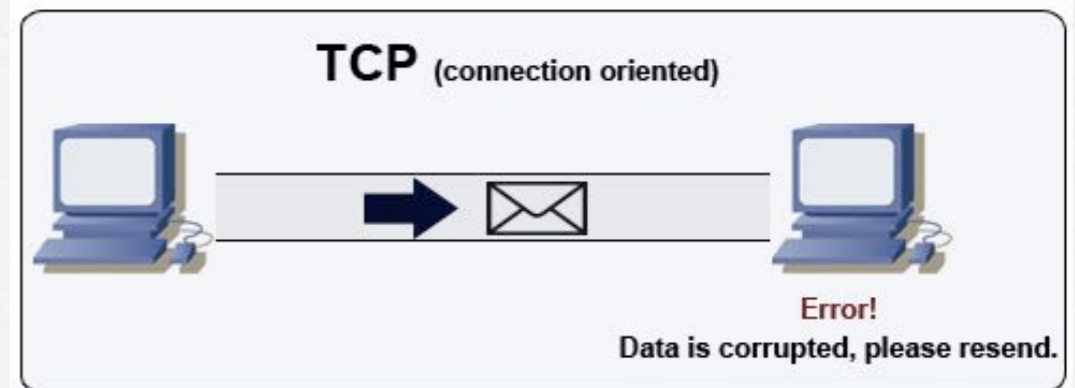 TCP (connection oriented)
Error!
Data is corrupted, please resend.